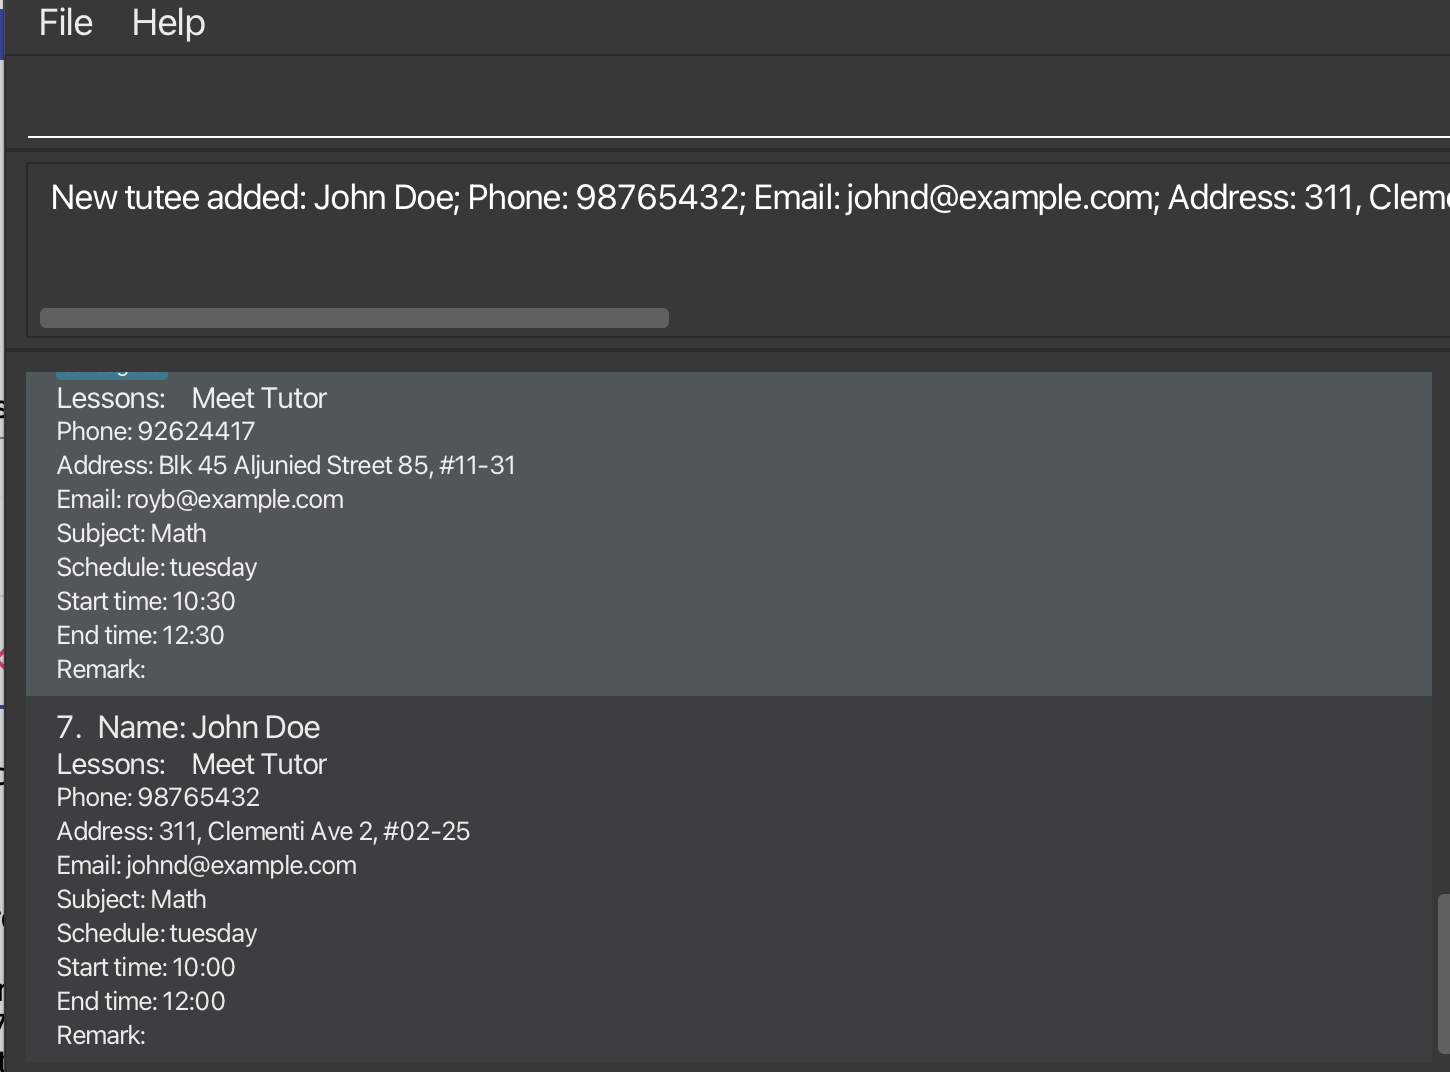 File Help
New tutee added: John Doe; Phone: 98765432; Email: johnd@example.com; Address: 311,
Lessons: Meet Tutor
Phone: 92624417
Address: Blk 45 Aljunied Street 85, #11-31
Email: royb@example.com
Subject: Math
Schedule: tuesday
Start time: 10:30
End time: 12:30
Remark:
7. Name: John Doe
Lessons: Meet Tutor
Phone: 98765432
Address: 311, Clementi Ave 2, #02-25
Email: johnd@example.com
Subject: Math
Schedule: tuesday
Start time: 10:00
End time: 12:00
Remark: